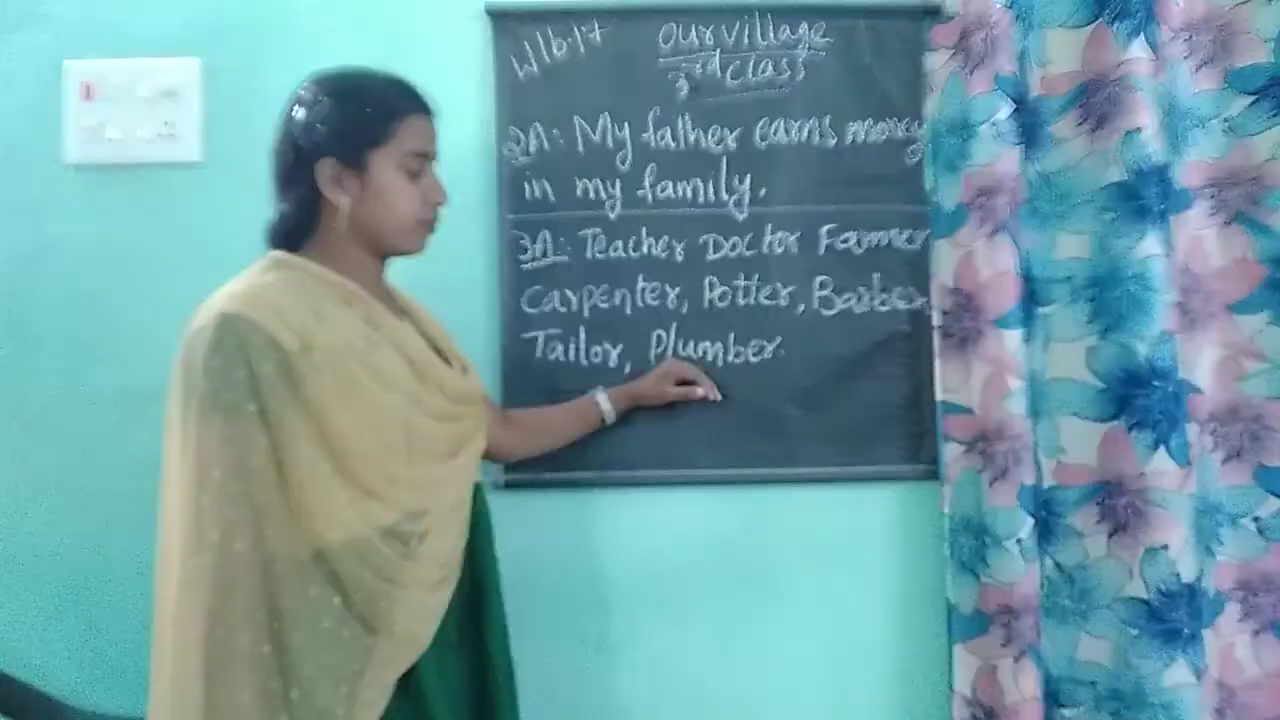 W/b.17
our village
3rd class
2A: My father earns money
in my family.
3A: Teacher Doctor Farmer
carpenter, Potter, Barber,
Tailor, Plumber.